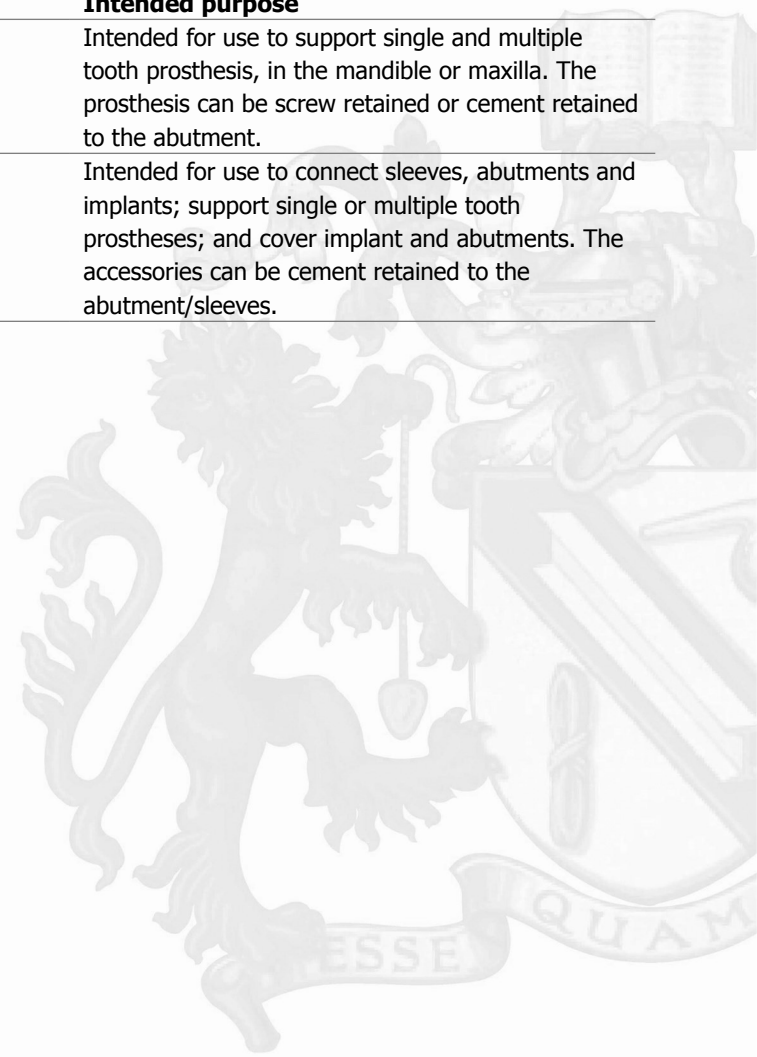 Intended purpose
Intended for use to support single and multiple
tooth prosthesis, in the mandible or maxilla. The
prosthesis can be screw retained or cement retained
to the abutment.
Intended for use to connect sleeves, abutments and
implants; support single or multiple tooth
prostheses; and cover implant and abutments. The
accessories can be cement retained to the
abutment/sleeves.
ESSE QUAM